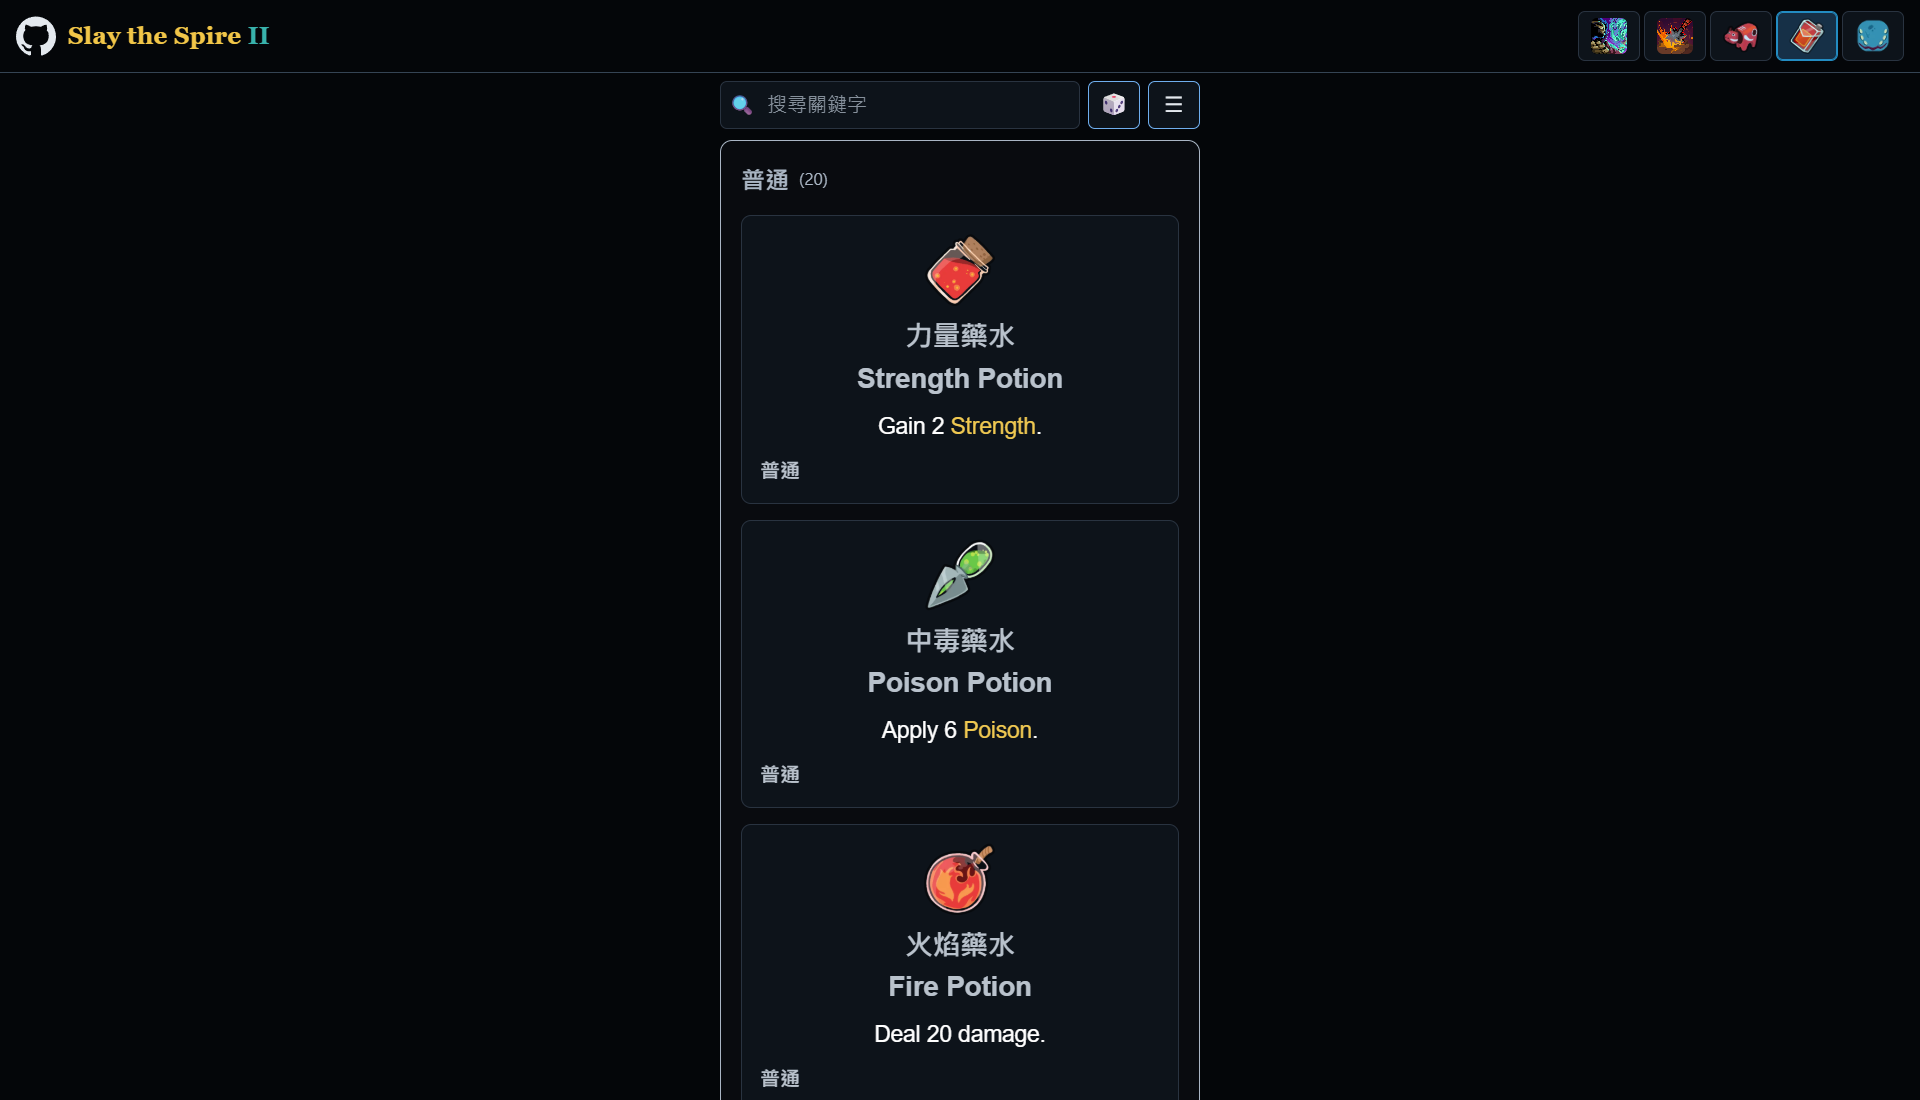 Slay the Spire II
搜尋關鍵字
普通 (20)
力量藥水
Strength Potion
Gain 2 Strength.
普通
中毒藥水
Poison Potion
Apply 6 Poison.
普通
火焰藥水
Fire Potion
Deal 20 damage.
普通